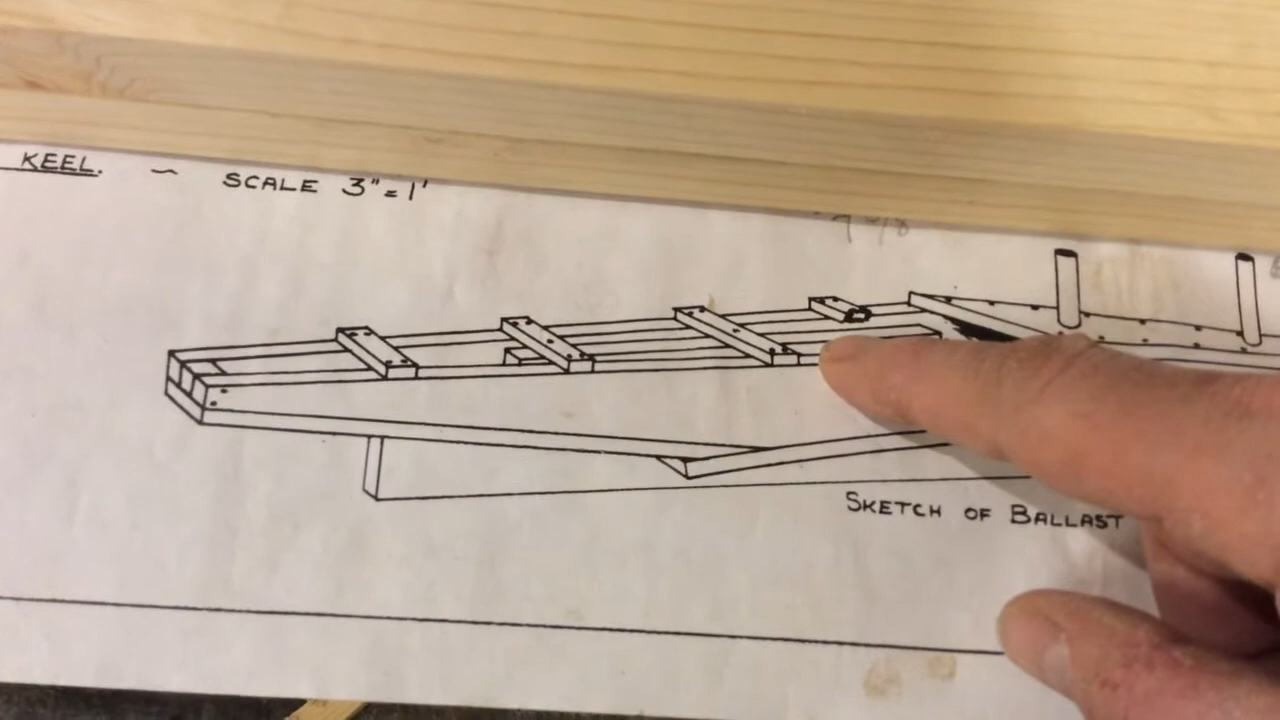 KEEL. ~ SCALE 3" = 1'
SKETCH OF BALLAST